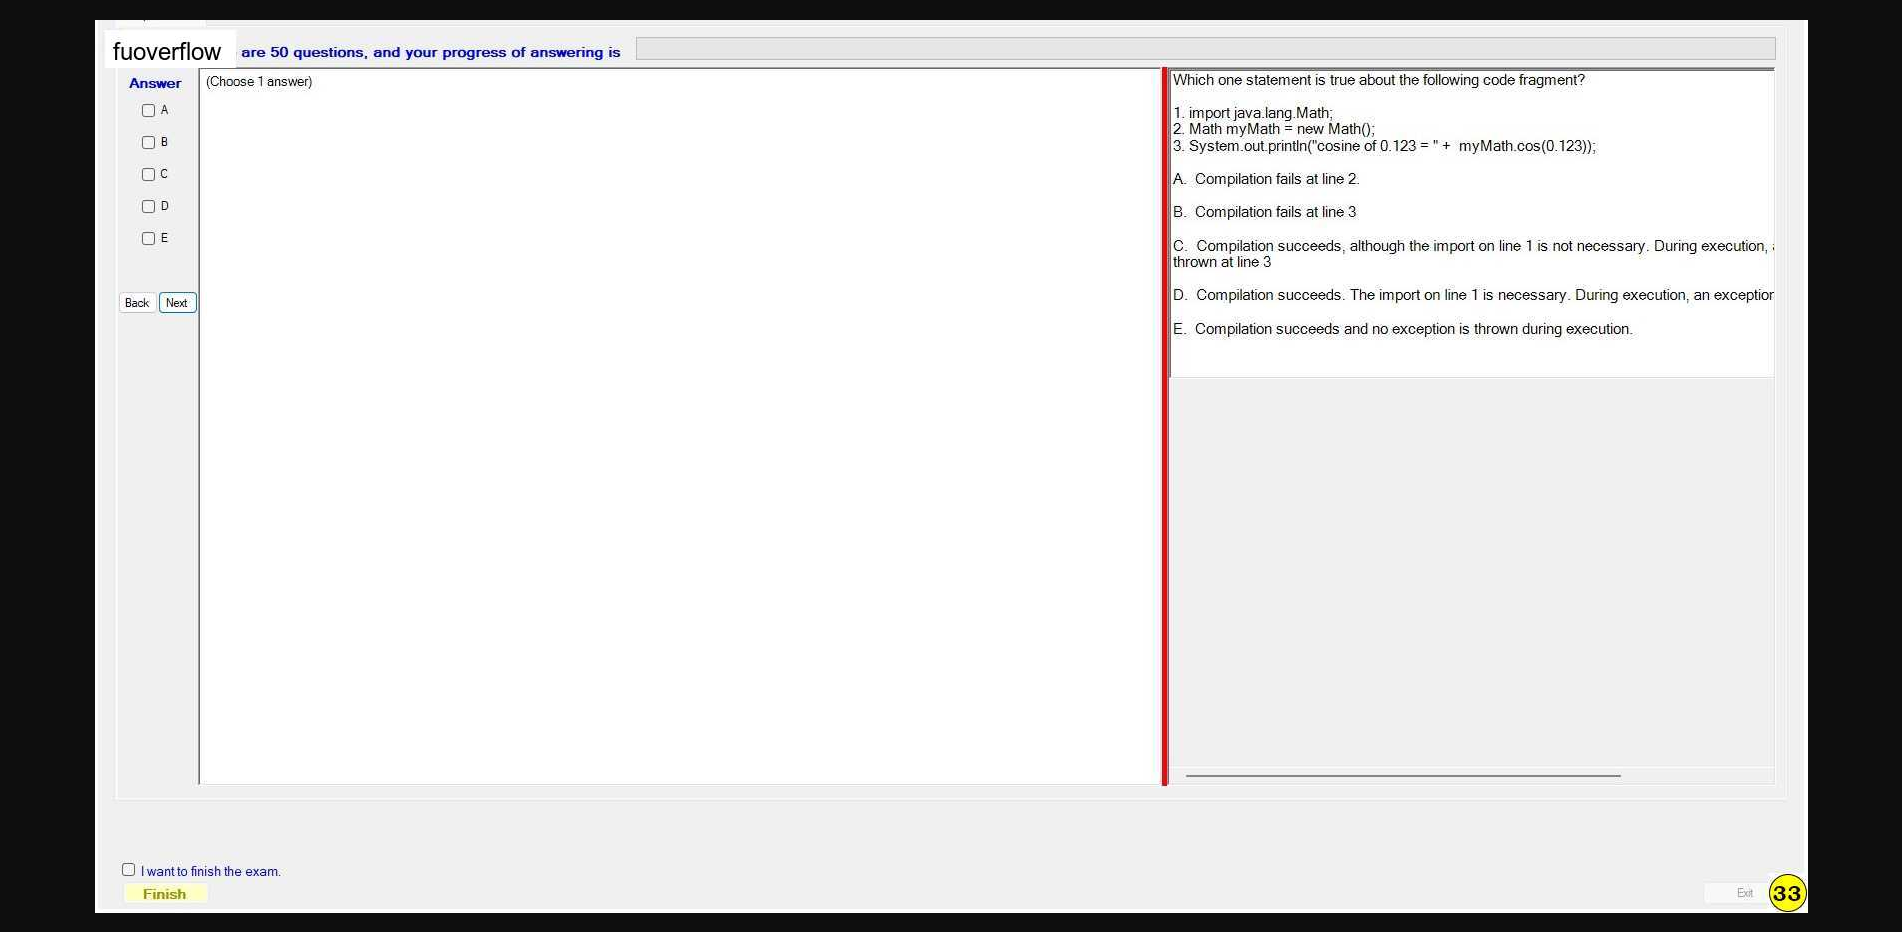 fuoverflow are 50 questions, and your progress of answering is
Answer
(Choose 1 answer)
A
B
C
D
E
Back Next
Which one statement is true about the following code fragment?
1. import java.lang.Math;
2. Math myMath = new Math();
3. System.out.println("cosine of 0.123 = " + myMath.cos(0.123));
A. Compilation fails at line 2.
B. Compilation fails at line 3
C. Compilation succeeds, although the import on line 1 is not necessary. During execution,
thrown at line 3
D. Compilation succeeds. The import on line 1 is necessary. During execution, an exception
E. Compilation succeeds and no exception is thrown during execution.
I want to finish the exam.
Finish
Exit 33